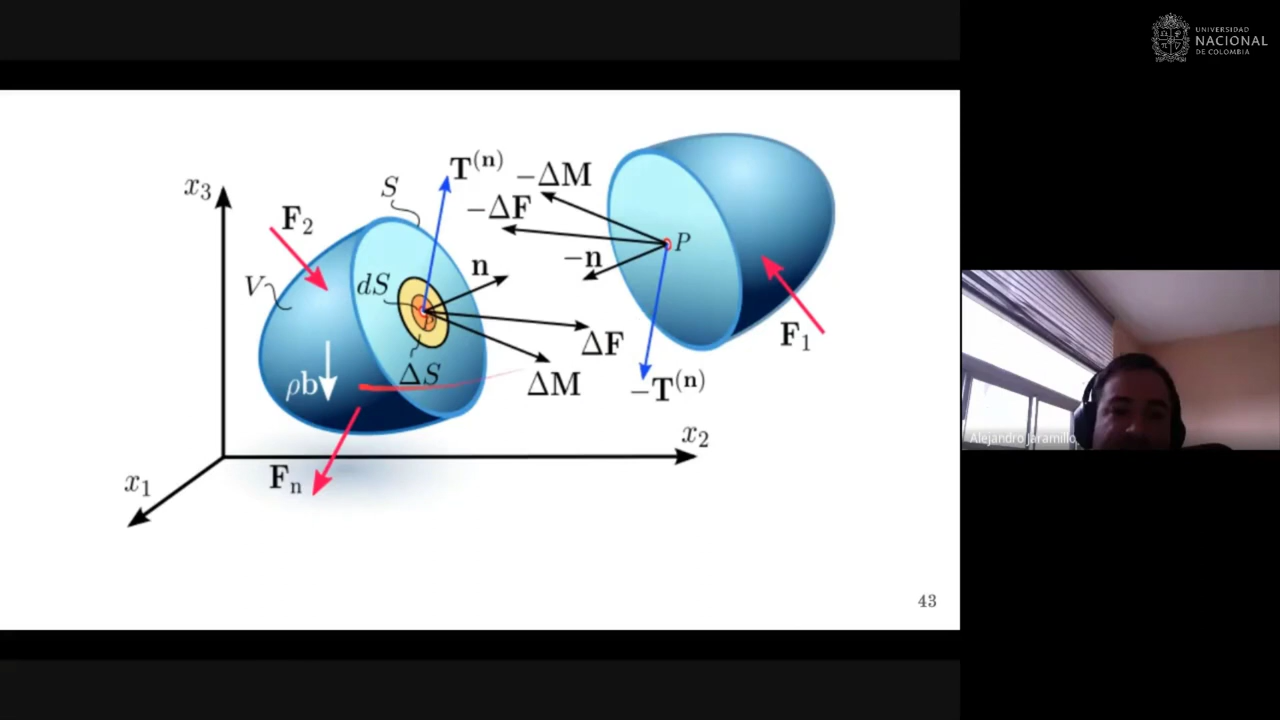 UNIVERSIDAD
NACIONAL
DE COLOMBIA
x₃
F₂
S
T⁽ⁿ⁾
−ΔM
−ΔF
P
V
dS
n
−n
P
ΔF
F₁
ρb
ΔS
ΔM
−T⁽ⁿ⁾
x₂
Fₙ
x₁
43
Alejandro Jaramillo